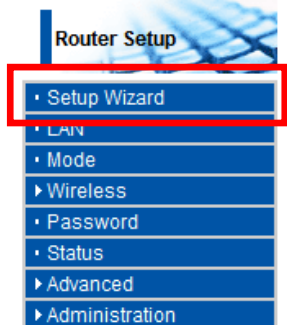 Router Setup
Setup Wizard
LAN
Mode
Wireless
Password
Status
Advanced
Administration